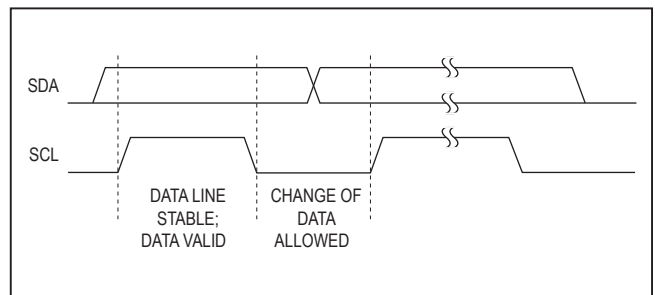 SDA
SCL
DATA LINE
STABLE;
DATA VALID
CHANGE OF
DATA
ALLOWED